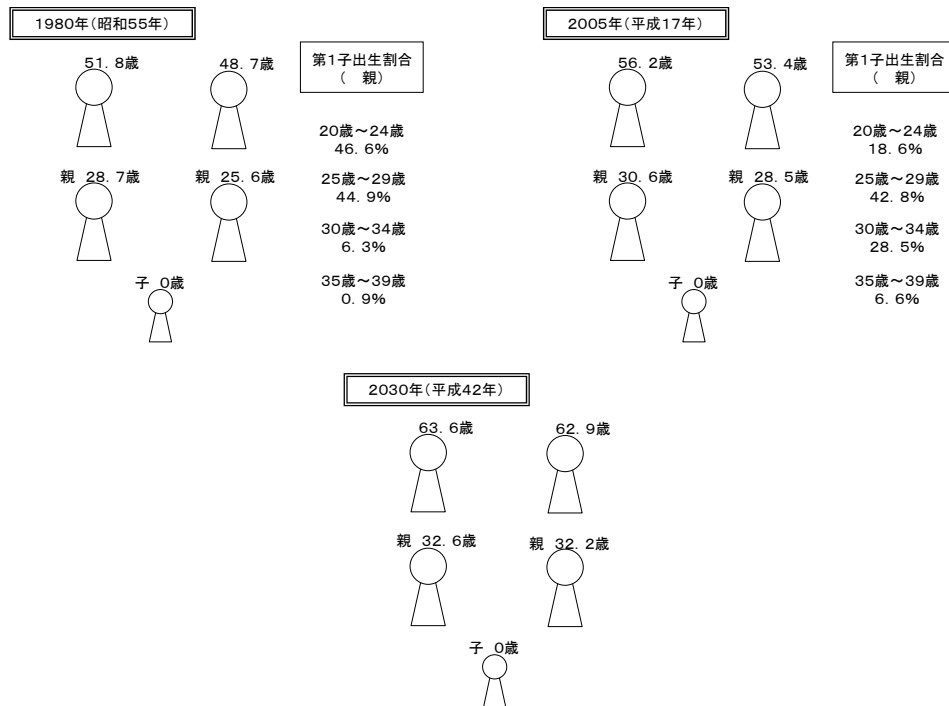 1980年(昭和55年)
51. 8歳
48. 7歳
第1子出生割合
( 親)
20歳～24歳
46. 6%
親 28. 7歳
親 25. 6歳
25歳～29歳
44. 9%
30歳～34歳
6. 3%
子 0歳
35歳～39歳
0. 9%
2005年(平成17年)
56. 2歳
53. 4歳
第1子出生割合
( 親)
20歳～24歳
18. 6%
親 30. 6歳
親 28. 5歳
25歳～29歳
42. 8%
30歳～34歳
28. 5%
子 0歳
35歳～39歳
6. 6%
2030年(平成42年)
63. 6歳
62. 9歳
親 32. 6歳
親 32. 2歳
子 0歳